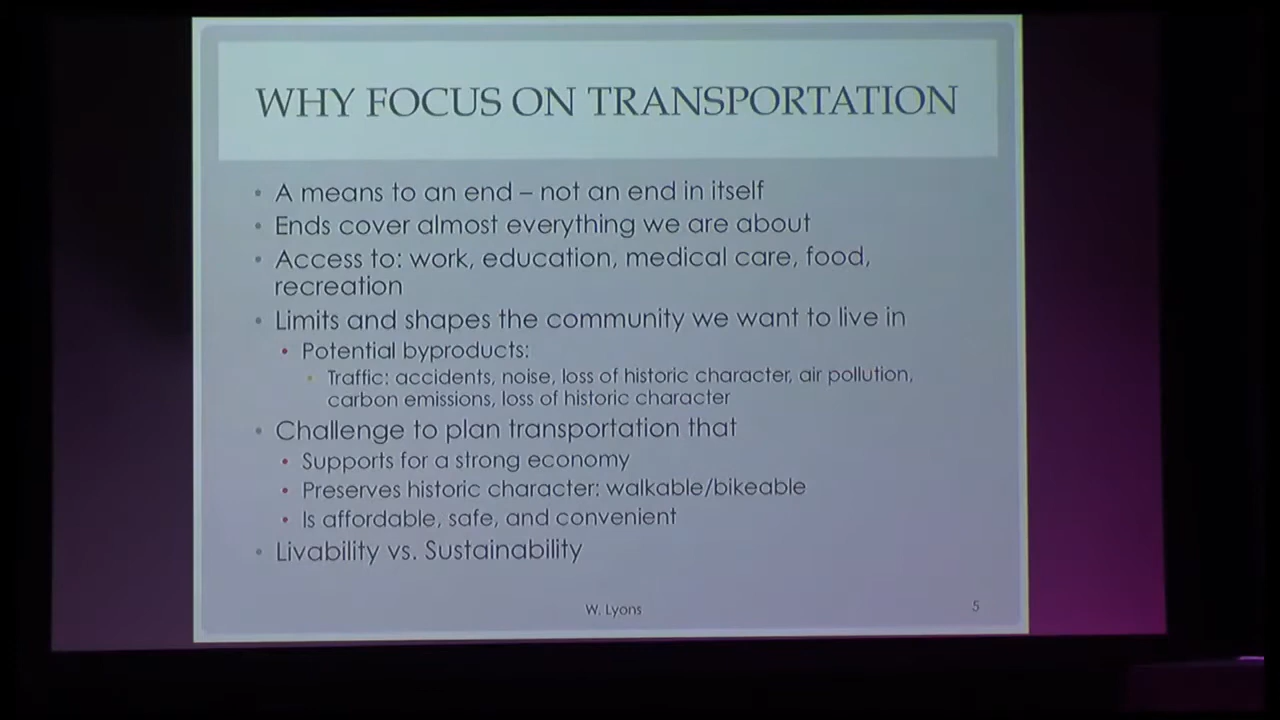 WHY FOCUS ON TRANSPORTATION
• A means to an end – not an end in itself
• Ends cover almost everything we are about
• Access to: work, education, medical care, food,
recreation
• Limits and shapes the community we want to live in
• Potential byproducts:
• Traffic: accidents, noise, loss of historic character, air pollution,
carbon emissions, loss of historic character
• Challenge to plan transportation that
• Supports for a strong economy
• Preserves historic character: walkable/bikeable
• Is affordable, safe, and convenient
• Livability vs. Sustainability
W. Lyons
5